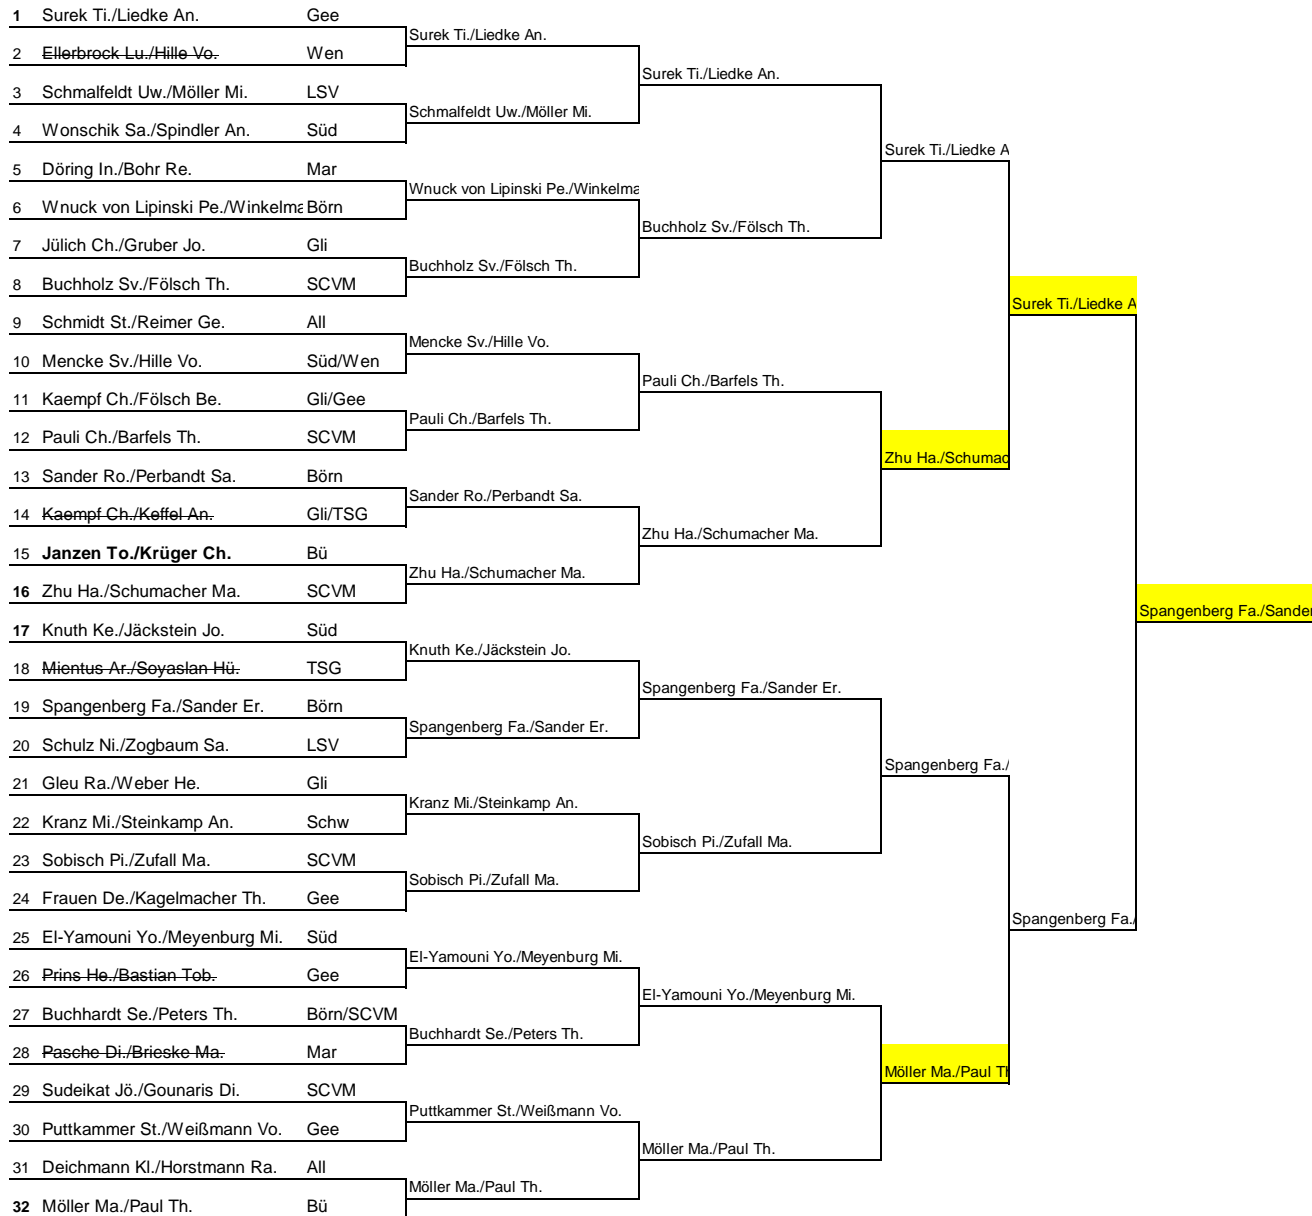 1 Surek Ti./Liedke An. Gee
Surek Ti./Liedke An.
2 Ellerbrock Lu./Hille Vo. Wen
Surek Ti./Liedke An.
3 Schmalfeldt Uw./Möller Mi. LSV
Schmalfeldt Uw./Möller Mi.
4 Wonschik Sa./Spindler An. Süd
Surek Ti./Liedke A
5 Döring In./Bohr Re. Mar
Wnuck von Lipinski Pe./Winkelma
6 Wnuck von Lipinski Pe./Winkelma Börn
Buchholz Sv./Fölsch Th.
7 Jülich Ch./Gruber Jo. Gli
Buchholz Sv./Fölsch Th.
8 Buchholz Sv./Fölsch Th. SCVM
Surek Ti./Liedke A
9 Schmidt St./Reimer Ge. All
Mencke Sv./Hille Vo.
10 Mencke Sv./Hille Vo. Süd/Wen
Pauli Ch./Barfels Th.
11 Kaempf Ch./Fölsch Be. Gli/Gee
Pauli Ch./Barfels Th.
12 Pauli Ch./Barfels Th. SCVM
Zhu Ha./Schumac
13 Sander Ro./Perbandt Sa. Börn
Sander Ro./Perbandt Sa.
14 Kaempf Ch./Keffel An. Gli/TSG
Zhu Ha./Schumacher Ma.
15 Janzen To./Krüger Ch. Bü
Zhu Ha./Schumacher Ma.
16 Zhu Ha./Schumacher Ma. SCVM
Spangenberg Fa./Sander
17 Knuth Ke./Jäckstein Jo. Süd
Knuth Ke./Jäckstein Jo.
18 Mientus Ar./Soyaslan Hü. TSG
Spangenberg Fa./Sander Er.
19 Spangenberg Fa./Sander Er. Börn
Spangenberg Fa./Sander Er.
20 Schulz Ni./Zogbaum Sa. LSV
Spangenberg Fa./
21 Gleu Ra./Weber He. Gli
Kranz Mi./Steinkamp An.
22 Kranz Mi./Steinkamp An. Schw
Sobisch Pi./Zufall Ma.
23 Sobisch Pi./Zufall Ma. SCVM
Sobisch Pi./Zufall Ma.
24 Frauen De./Kagelmacher Th. Gee
Spangenberg Fa./
25 El-Yamouni Yo./Meyenburg Mi. Süd
El-Yamouni Yo./Meyenburg Mi.
26 Prins He./Bastian Tob. Gee
El-Yamouni Yo./Meyenburg Mi.
27 Buchhardt Se./Peters Th. Börn/SCVM
Buchhardt Se./Peters Th.
28 Pasche Di./Brieske Ma. Mar
Möller Ma./Paul Th
29 Sudeikat Jö./Gounaris Di. SCVM
Puttkammer St./Weißmann Vo.
30 Puttkammer St./Weißmann Vo. Gee
Möller Ma./Paul Th.
31 Deichmann Kl./Horstmann Ra. All
Möller Ma./Paul Th.
32 Möller Ma./Paul Th. Bü